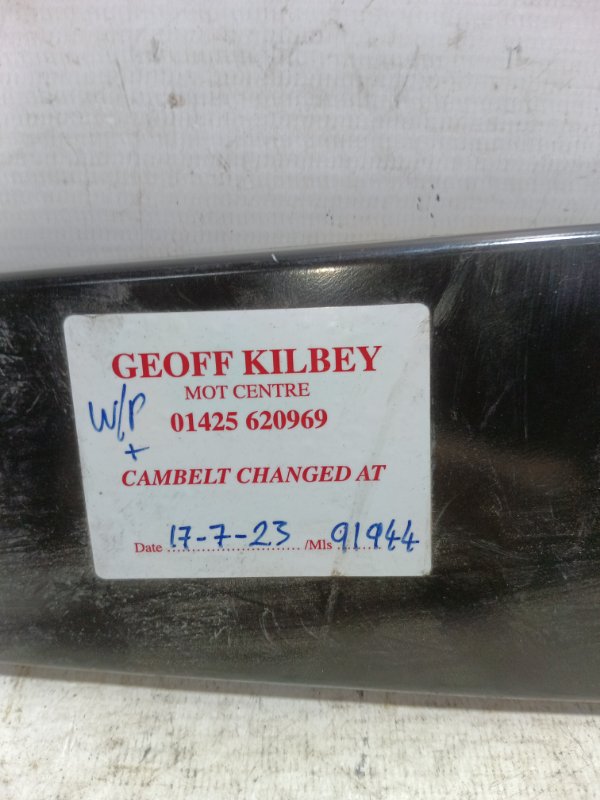 GEOFF KILBEY
MOT CENTRE
W/P 01425 620969
+
CAMBELT CHANGED AT
Date 17-7-23 /Mls 91944